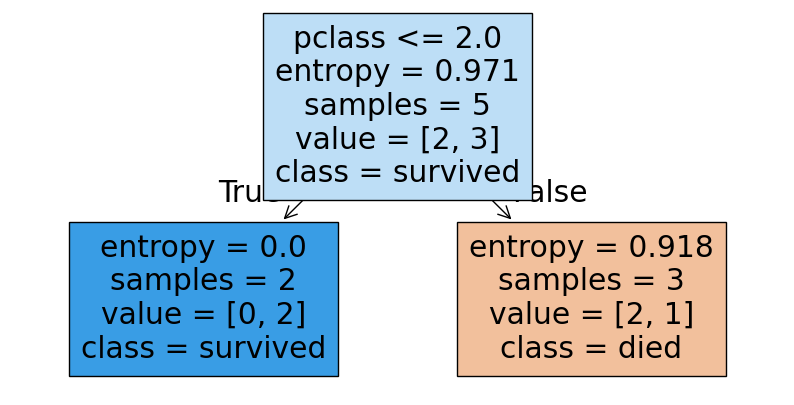 pclass <= 2.0
entropy = 0.971
samples = 5
value = [2, 3]
class = survived
True
False
entropy = 0.0
samples = 2
value = [0, 2]
class = survived
entropy = 0.918
samples = 3
value = [2, 1]
class = died